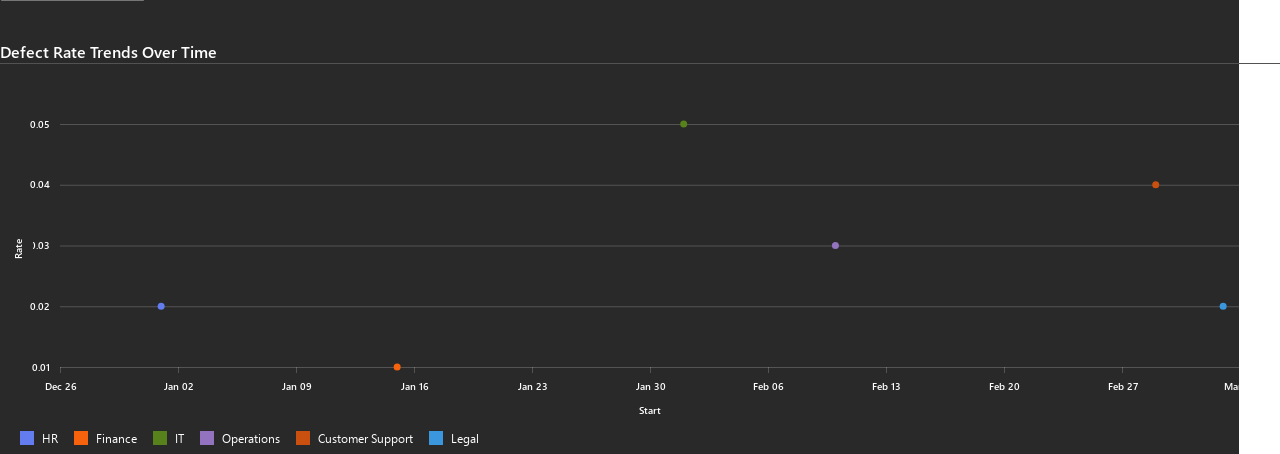 Defect Rate Trends Over Time
0.05
0.04
0.03
0.02
0.01
Rate
Dec 26 Jan 02 Jan 09 Jan 16 Jan 23 Jan 30 Feb 06 Feb 13 Feb 20 Feb 27
Start
HR Finance IT Operations Customer Support Legal